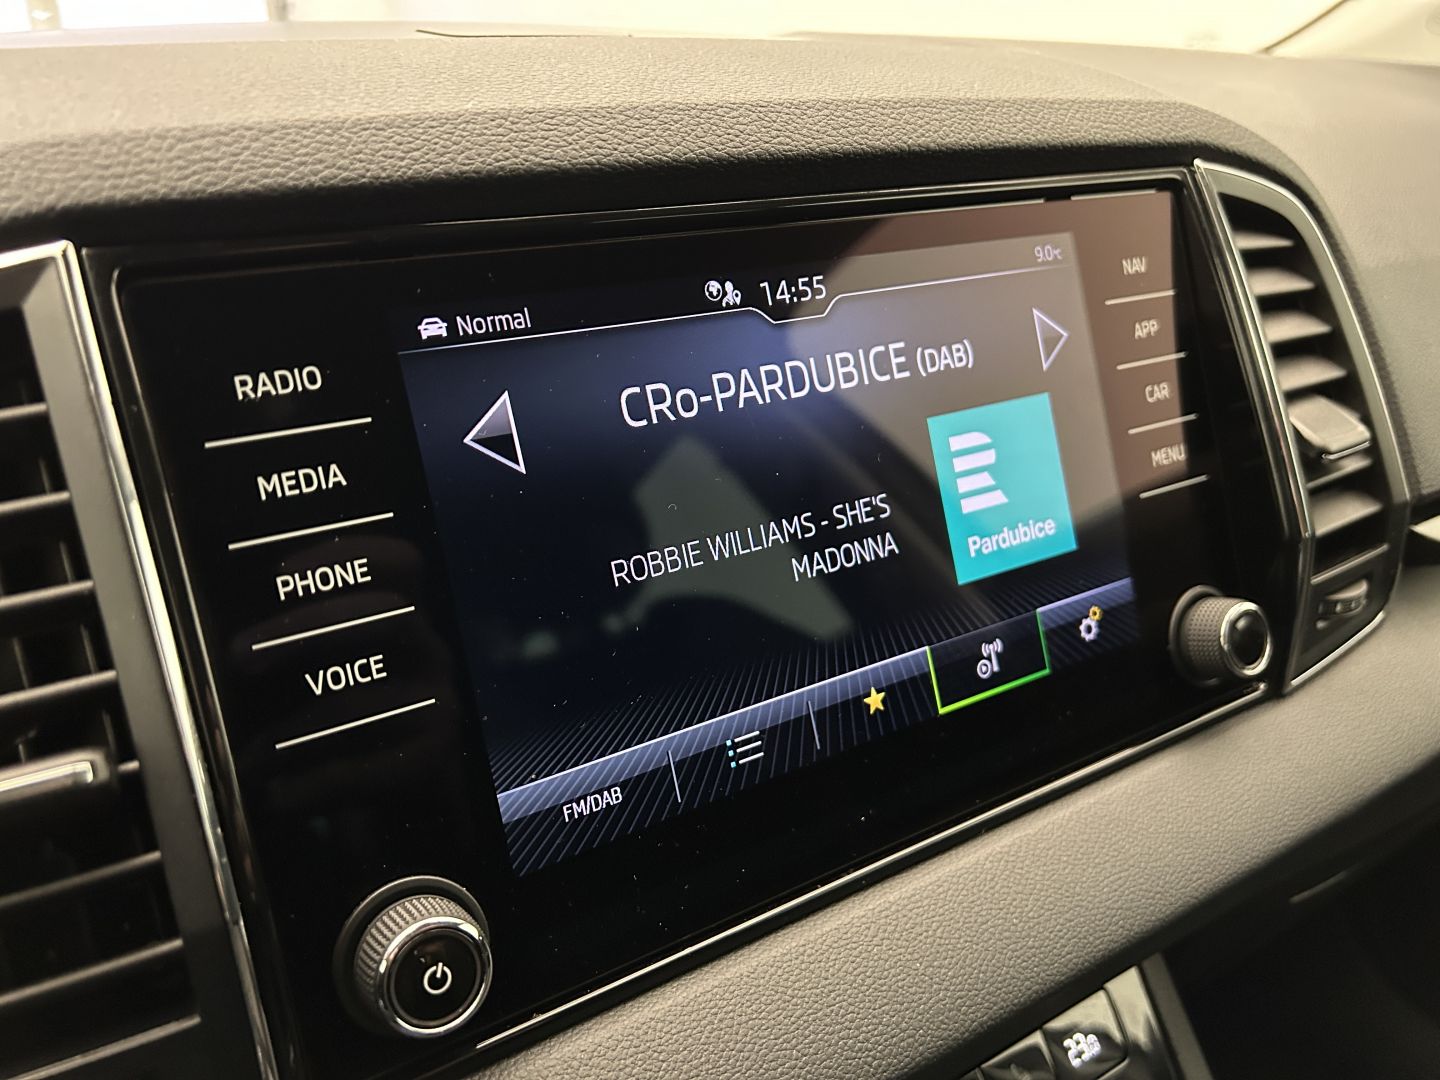 Normal
14:55
9.0°C
RADIO
MEDIA
PHONE
VOICE
CRo-PARDUBICE (DAB)
ROBBIE WILLIAMS - SHE'S
MADONNA
Pardubice
FM/DAB
NAV
APP
CAR
MENU